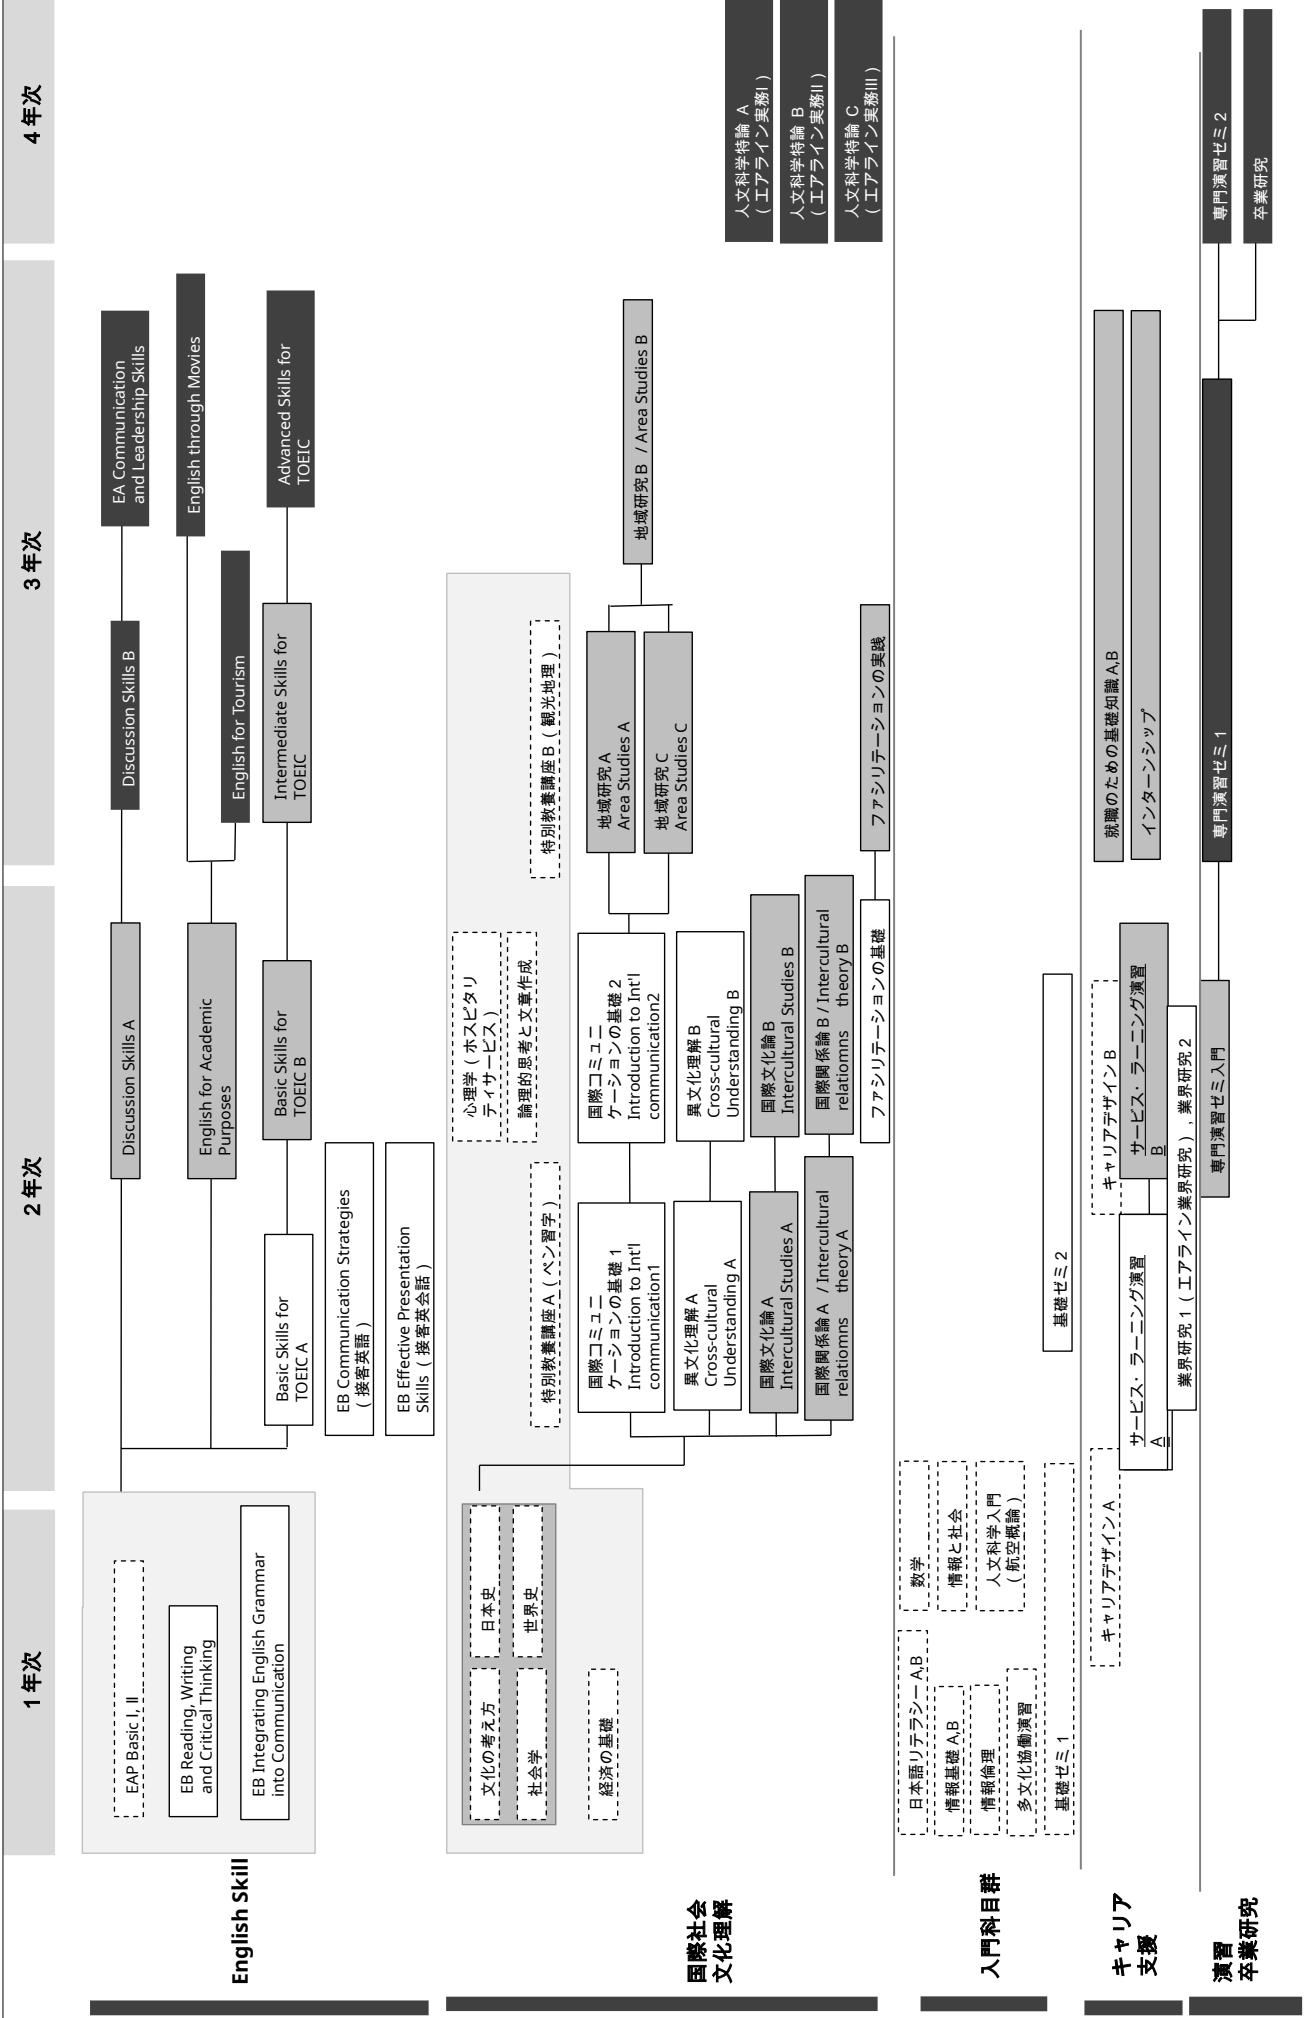 1年次
2年次
3年次
4年次
English Skill
EAP Basic Ⅰ, Ⅱ
EB Reading, Writing
and Critical Thinking
EB Integrating English Grammar
into Communication
Discussion Skills A
Discussion Skills B
EA Communication
and Leadership Skills
English for Academic
Purposes
English through Movies
English for Tourism
Basic Skills for
TOEIC A
Basic Skills for
TOEIC B
Intermediate Skills for
TOEIC
Advanced Skills for
TOEIC
EB Communication Strategies
(接客英語)
EB Effective Presentation
Skills(接客英会話)
国際社会
文化理解
文化の考え方
日本史
社会学
世界史
経済の基礎
心理学(ホスピタリ
ティサービス)
論理的思考と文章作成
特別教養講座A(ペン習字)
特別教養講座B(観光地理)
国際コミュニ
ケーションの基礎1
Introduction to Int'l
communication1
国際コミュニ
ケーションの基礎2
Introduction to Int'l
communication2
地域研究A
Area Studies A
地域研究C
Area Studies C
地域研究B / Area Studies B
異文化理解A
Cross-cultural
Understanding A
異文化理解B
Cross-cultural
Understanding B
国際文化論A
Intercultural Studies A
国際文化論B
Intercultural Studies B
国際関係論A / Intercultural
relatiomns theory A
国際関係論B / Intercultural
relatiomns theory B
ファシリテーションの基礎
ファシリテーションの実践
人文科学特論 A
(エアライン実務I)
人文科学特論 B
(エアライン実務II)
人文科学特論 C
(エアライン実務III)
入門科目群
日本語リテラシーA,B
数学
情報基礎A,B
情報と社会
情報倫理
人文科学入門
(航空概論)
多文化協働演習
基礎ゼミ1
基礎ゼミ2
キャリア
支援
キャリアデザインA
キャリアデザインB
サービス・ラーニング演習
A
サービス・ラーニング演習
B
業界研究1(エアライン業界研究),業界研究2
就職のための基礎知識A,B
インターンシップ
演習
卒業研究
専門演習ゼミ入門
専門演習ゼミ1
専門演習ゼミ2
卒業研究